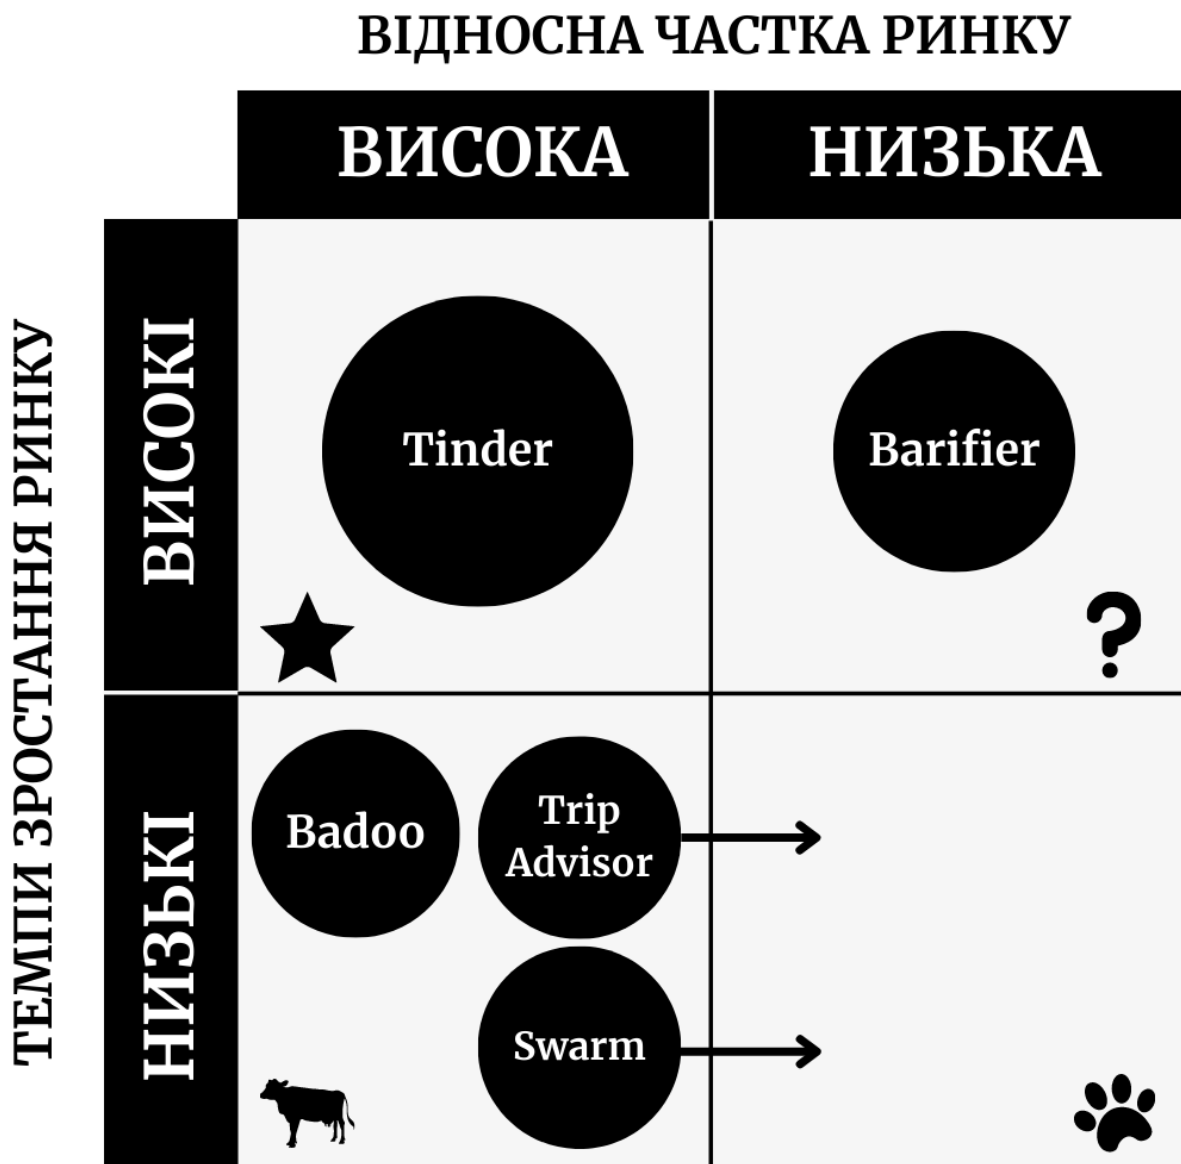 ВІДНОСНА ЧАСТКА РИНКУ
ВИСОКА
НИЗЬКА
ТЕМПИ ЗРОСТАННЯ РИНКУ
ВИСОКІ
Tinder
Barifier
?
НИЗЬКІ
Badoo
Trip
Advisor
Swarm